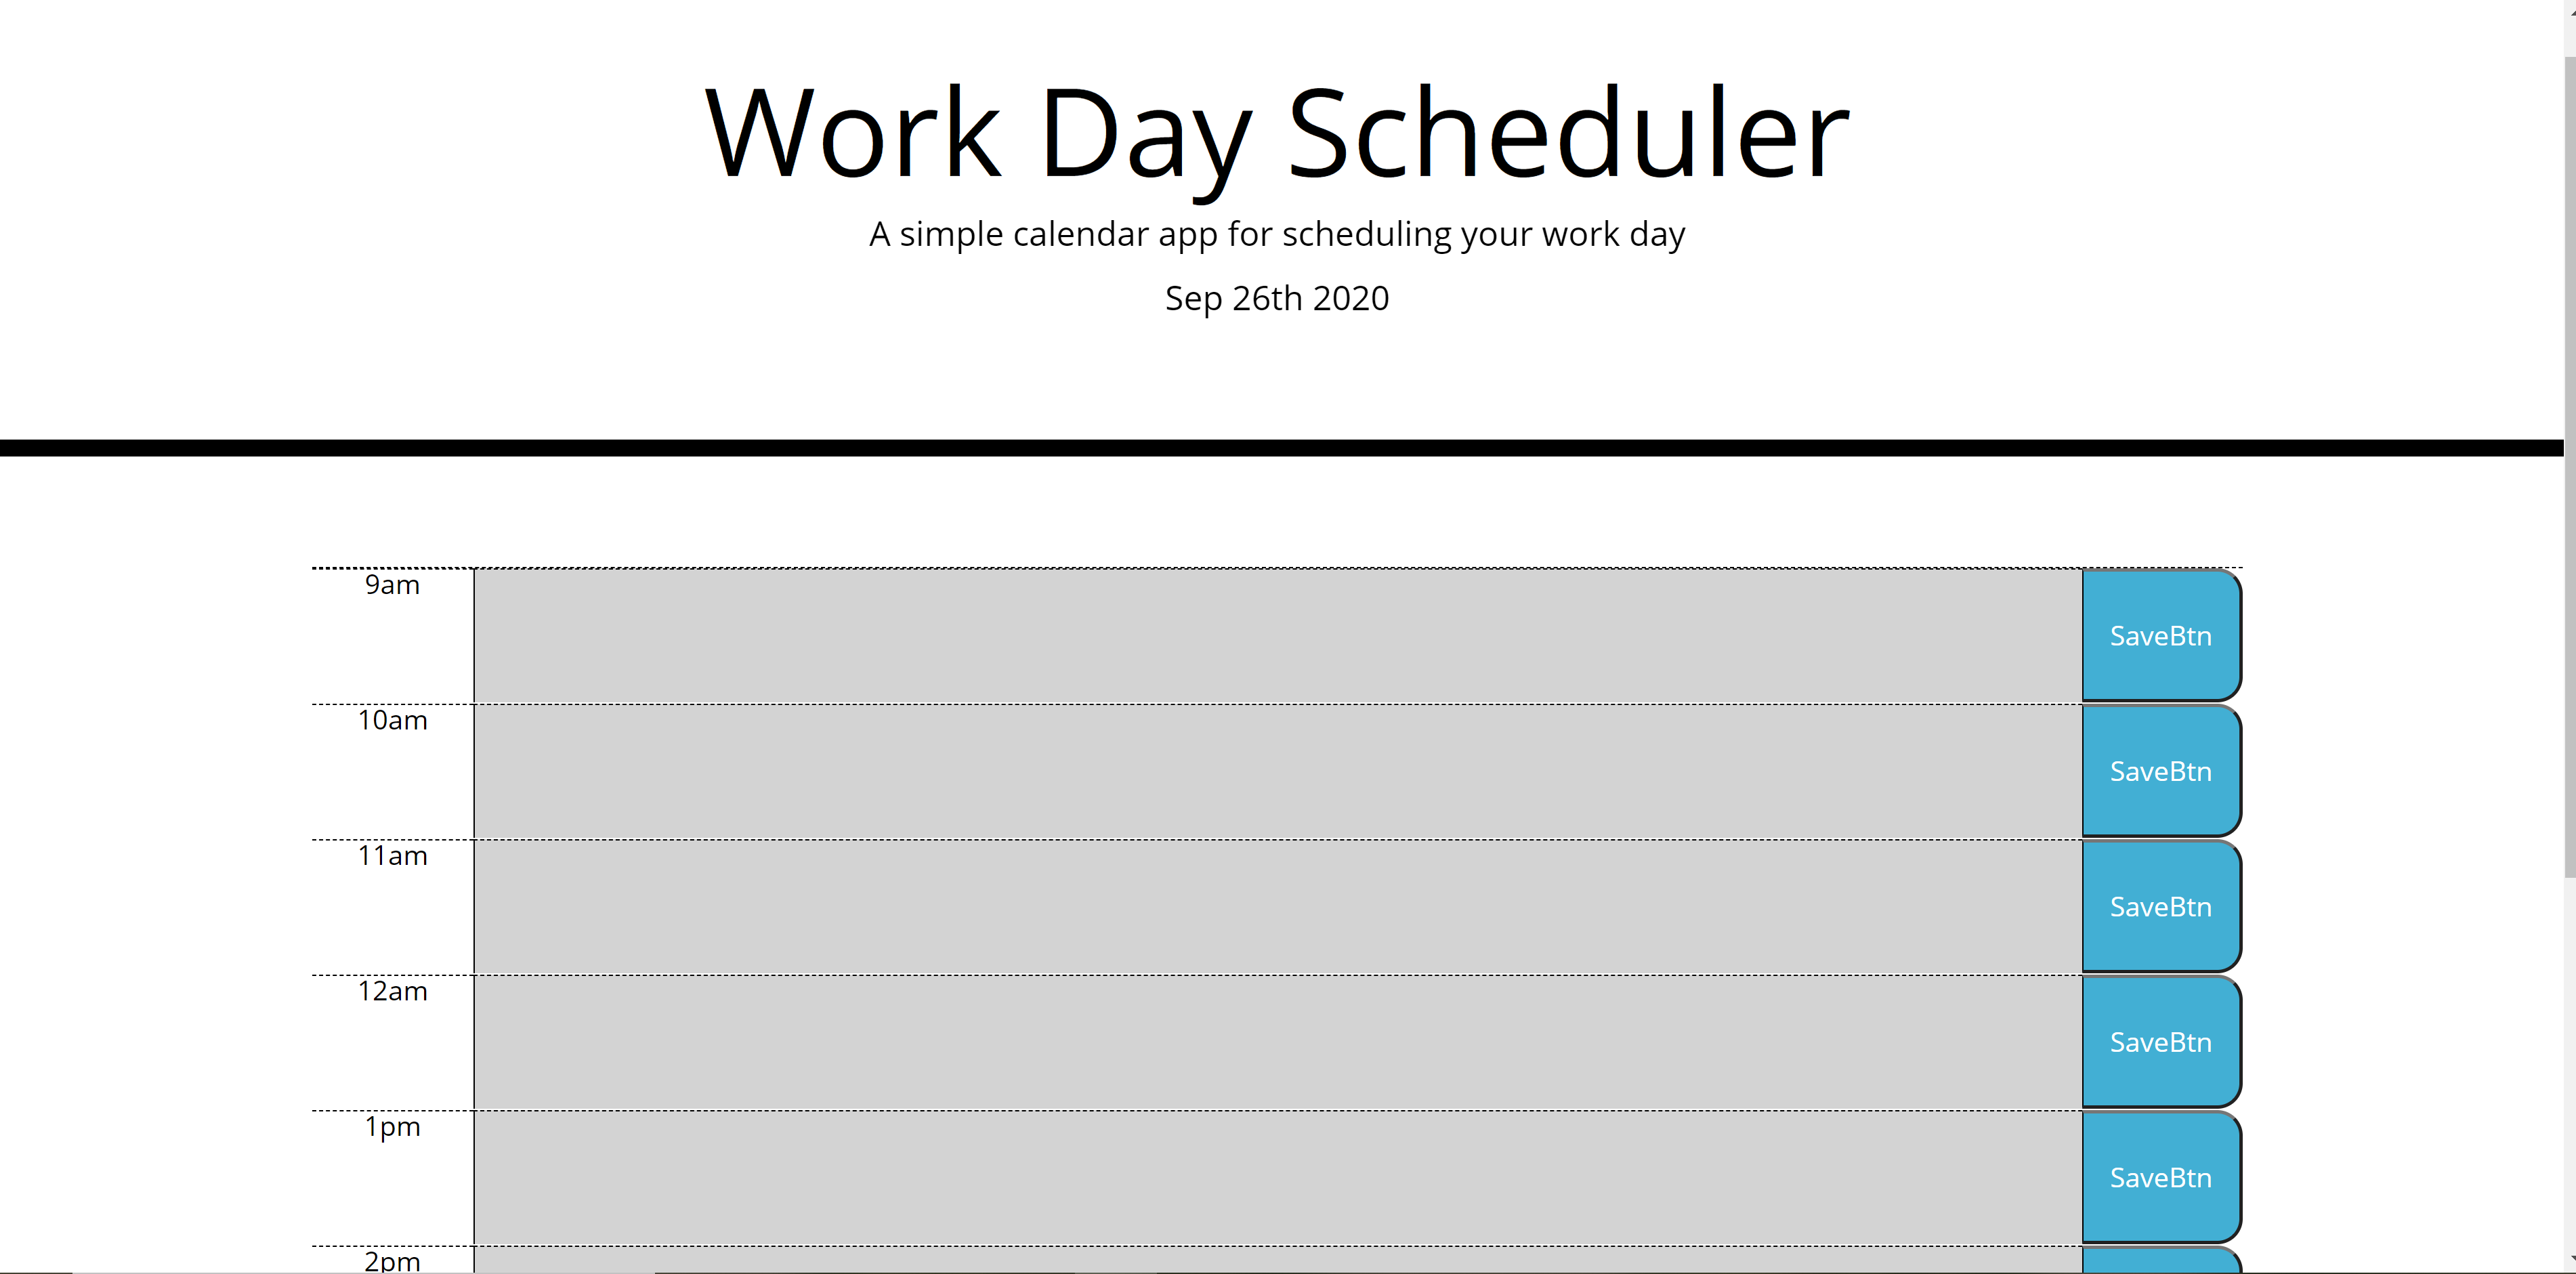 Work Day Scheduler
A simple calendar app for scheduling your work day
Sep 26th 2020
9am
SaveBtn
10am
SaveBtn
11am
SaveBtn
12am
SaveBtn
1pm
SaveBtn
2pm